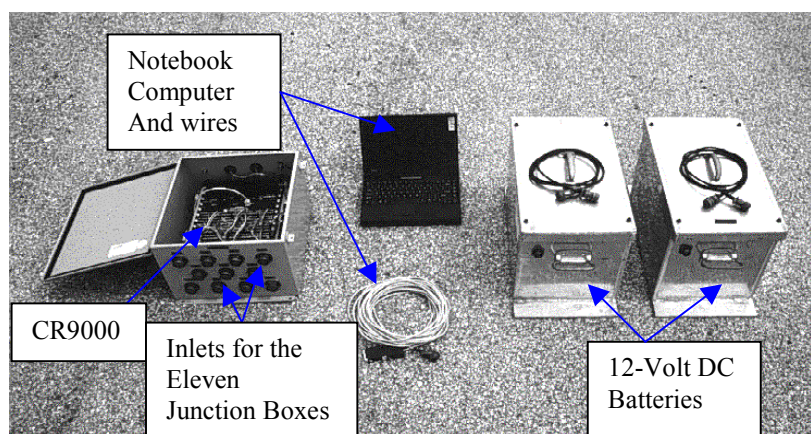 Notebook
Computer
And wires
CR9000
Inlets for the
Eleven
Junction Boxes
12-Volt DC
Batteries